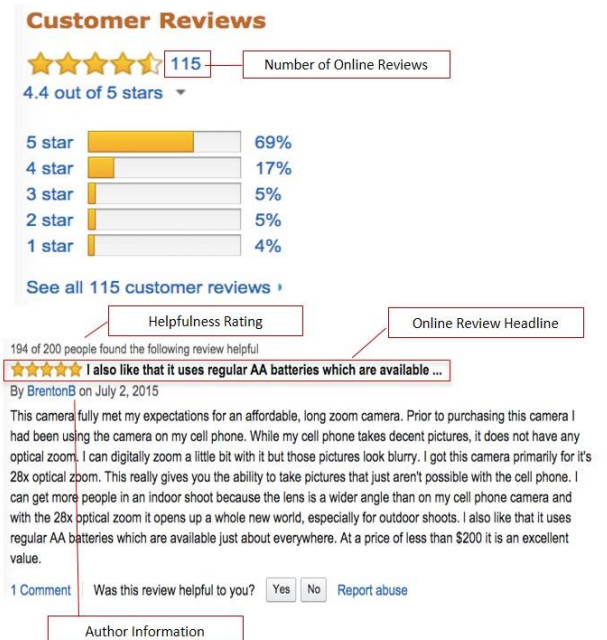 Customer Reviews
115
Number of Online Reviews
4.4 out of 5 stars
5 star 69%
4 star 17%
3 star 5%
2 star 5%
1 star 4%
See all 115 customer reviews
Helpfulness Rating
Online Review Headline
194 of 200 people found the following review helpful
I also like that it uses regular AA batteries which are available ...
By BrentonB on July 2, 2015
This camera fully met my expectations for an affordable, long zoom camera. Prior to purchasing this camera I
had been using the camera on my cell phone. While my cell phone takes decent pictures, it does not have any
optical zoom. I can digitally zoom a little bit with it but those pictures look blurry. I got this camera primarily for it's
28x optical zoom. This really gives you the ability to take pictures that just aren't possible with the cell phone. I
can get more people in an indoor shoot because the lens is a wider angle than on my cell phone camera and
with the 28x optical zoom it opens up a whole new world, especially for outdoor shoots. I also like that it uses
regular AA batteries which are available just about everywhere. At a price of less than $200 it is an excellent
value.
1 Comment Was this review helpful to you? Yes No Report abuse
Author Information